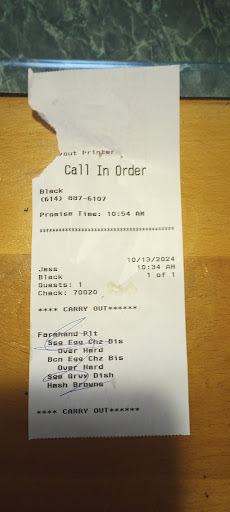 yout Printer
Call In Order
Black
(614) 887-6107
Promise Time: 10:54 AM
10/13/2024
Jess 10:34 AM
Black 1 of 1
Guests: 1
Check: 70020
**** CARRY OUT******
Farmhand Plt
Sge Egg Chz Bis
Over Hard
Bcn Egg Chz Bis
Over Hard
Sge Grvy Dish
Hash Browns
**** CARRY OUT******